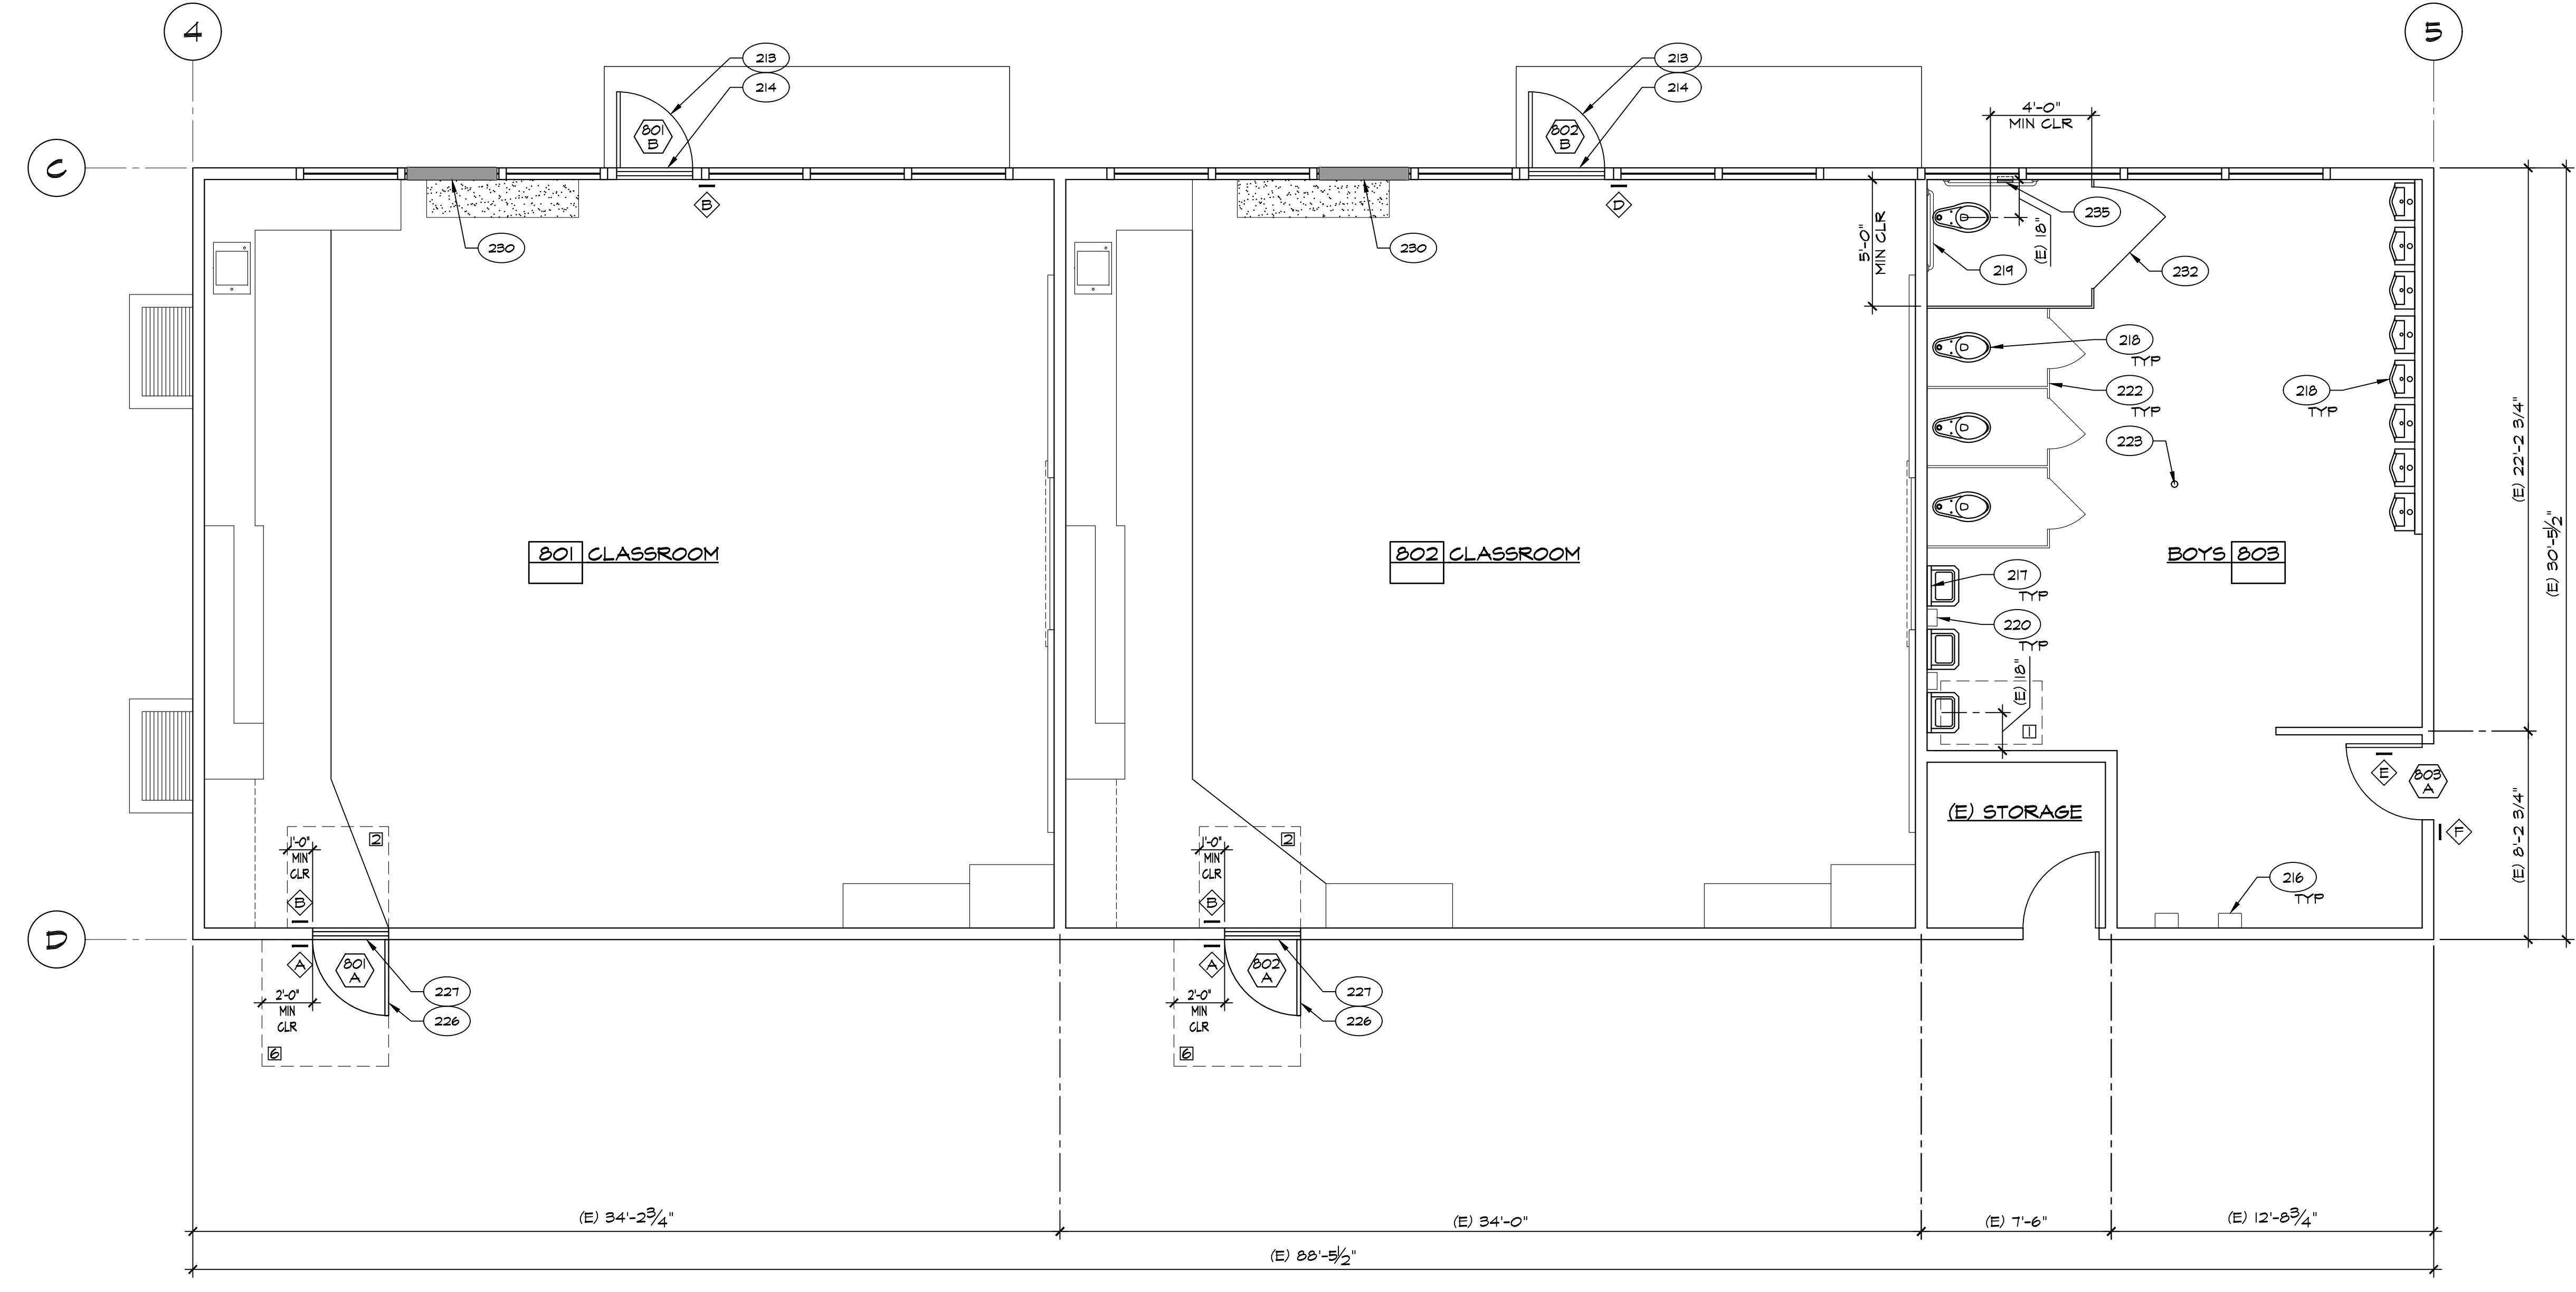 4
5
C
213
214
801
B
213
214
802
B
4'-0"
MIN CLR
B
D
230
230
5'-0"
MIN CLR
(E) 18"
235
219
232
218
TYP
222
TYP
223
218
TYP
(E) 22'-2 3/4"
(E) 30'-5½"
801 CLASSROOM
802 CLASSROOM
BOYS 803
217
TYP
220
TYP
(E) 18"
1
E
803
A
F
(E) STORAGE
(E) 8'-2 3/4"
216
TYP
2
1'-0"
MIN
CLR
B
2
1'-0"
MIN
CLR
B
D
A
801
A
227
226
2'-0"
MIN
CLR
6
A
802
A
227
226
2'-0"
MIN
CLR
6
(E) 34'-2¾"
(E) 34'-0"
(E) 7'-6"
(E) 12'-8¾"
(E) 88'-5½"